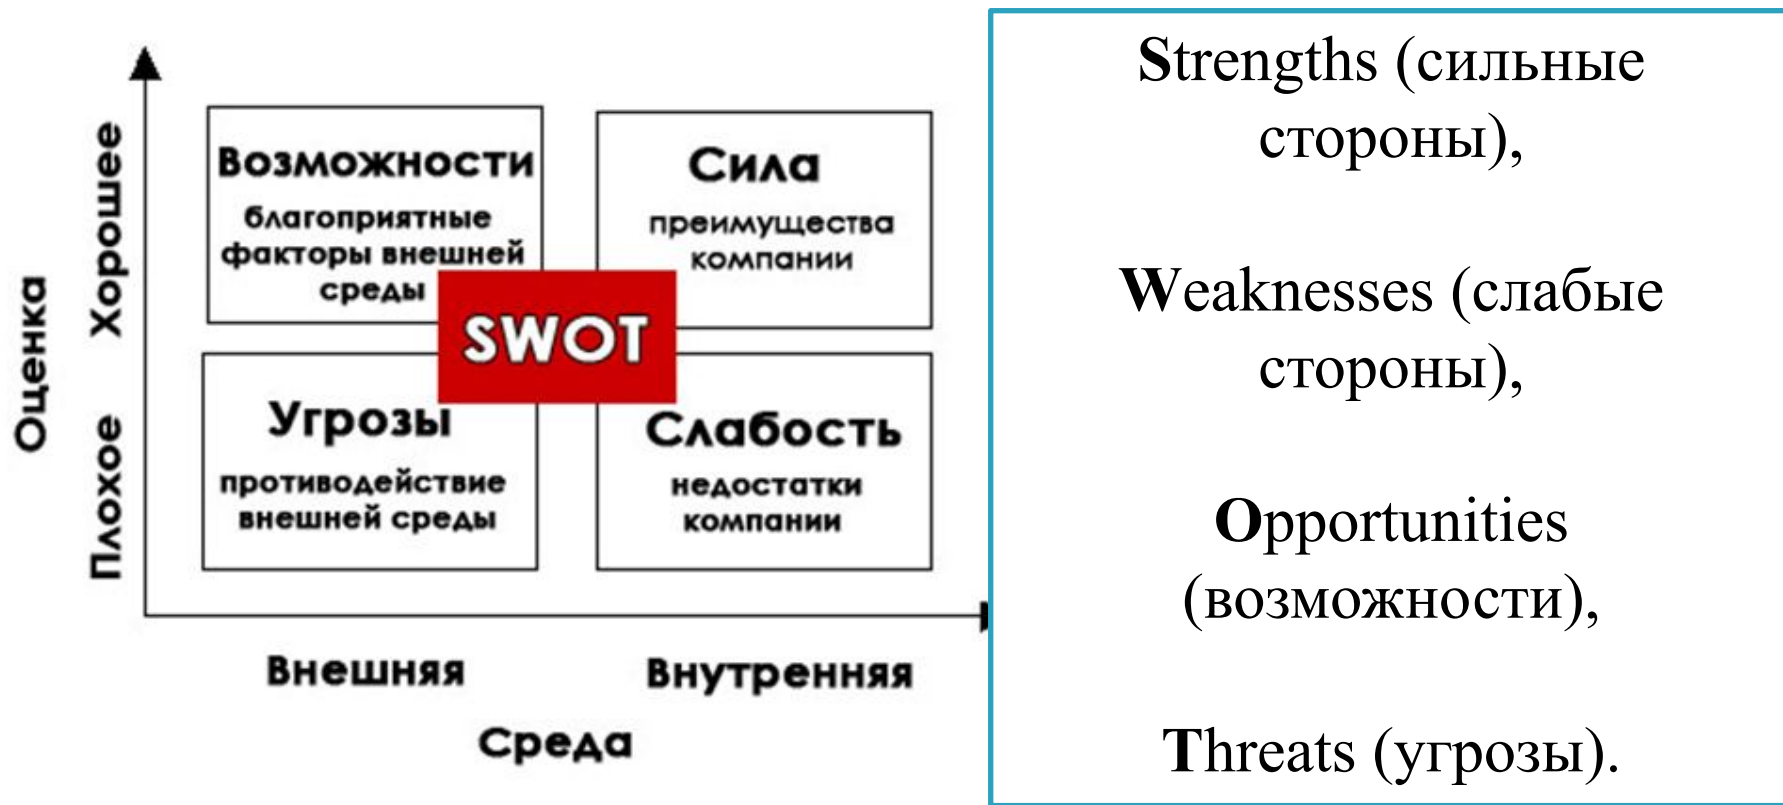 Оценка
Хорошее
Плохое
Возможности
благоприятные
факторы внешней
среды
Сила
преимущества
компании
SWOT
Угрозы
противодействие
внешней среды
Слабость
недостатки
компании
Внешняя
Внутренняя
Среда
Strengths (сильные
стороны),
Weaknesses (слабые
стороны),
Opportunities
(возможности),
Threats (угрозы).